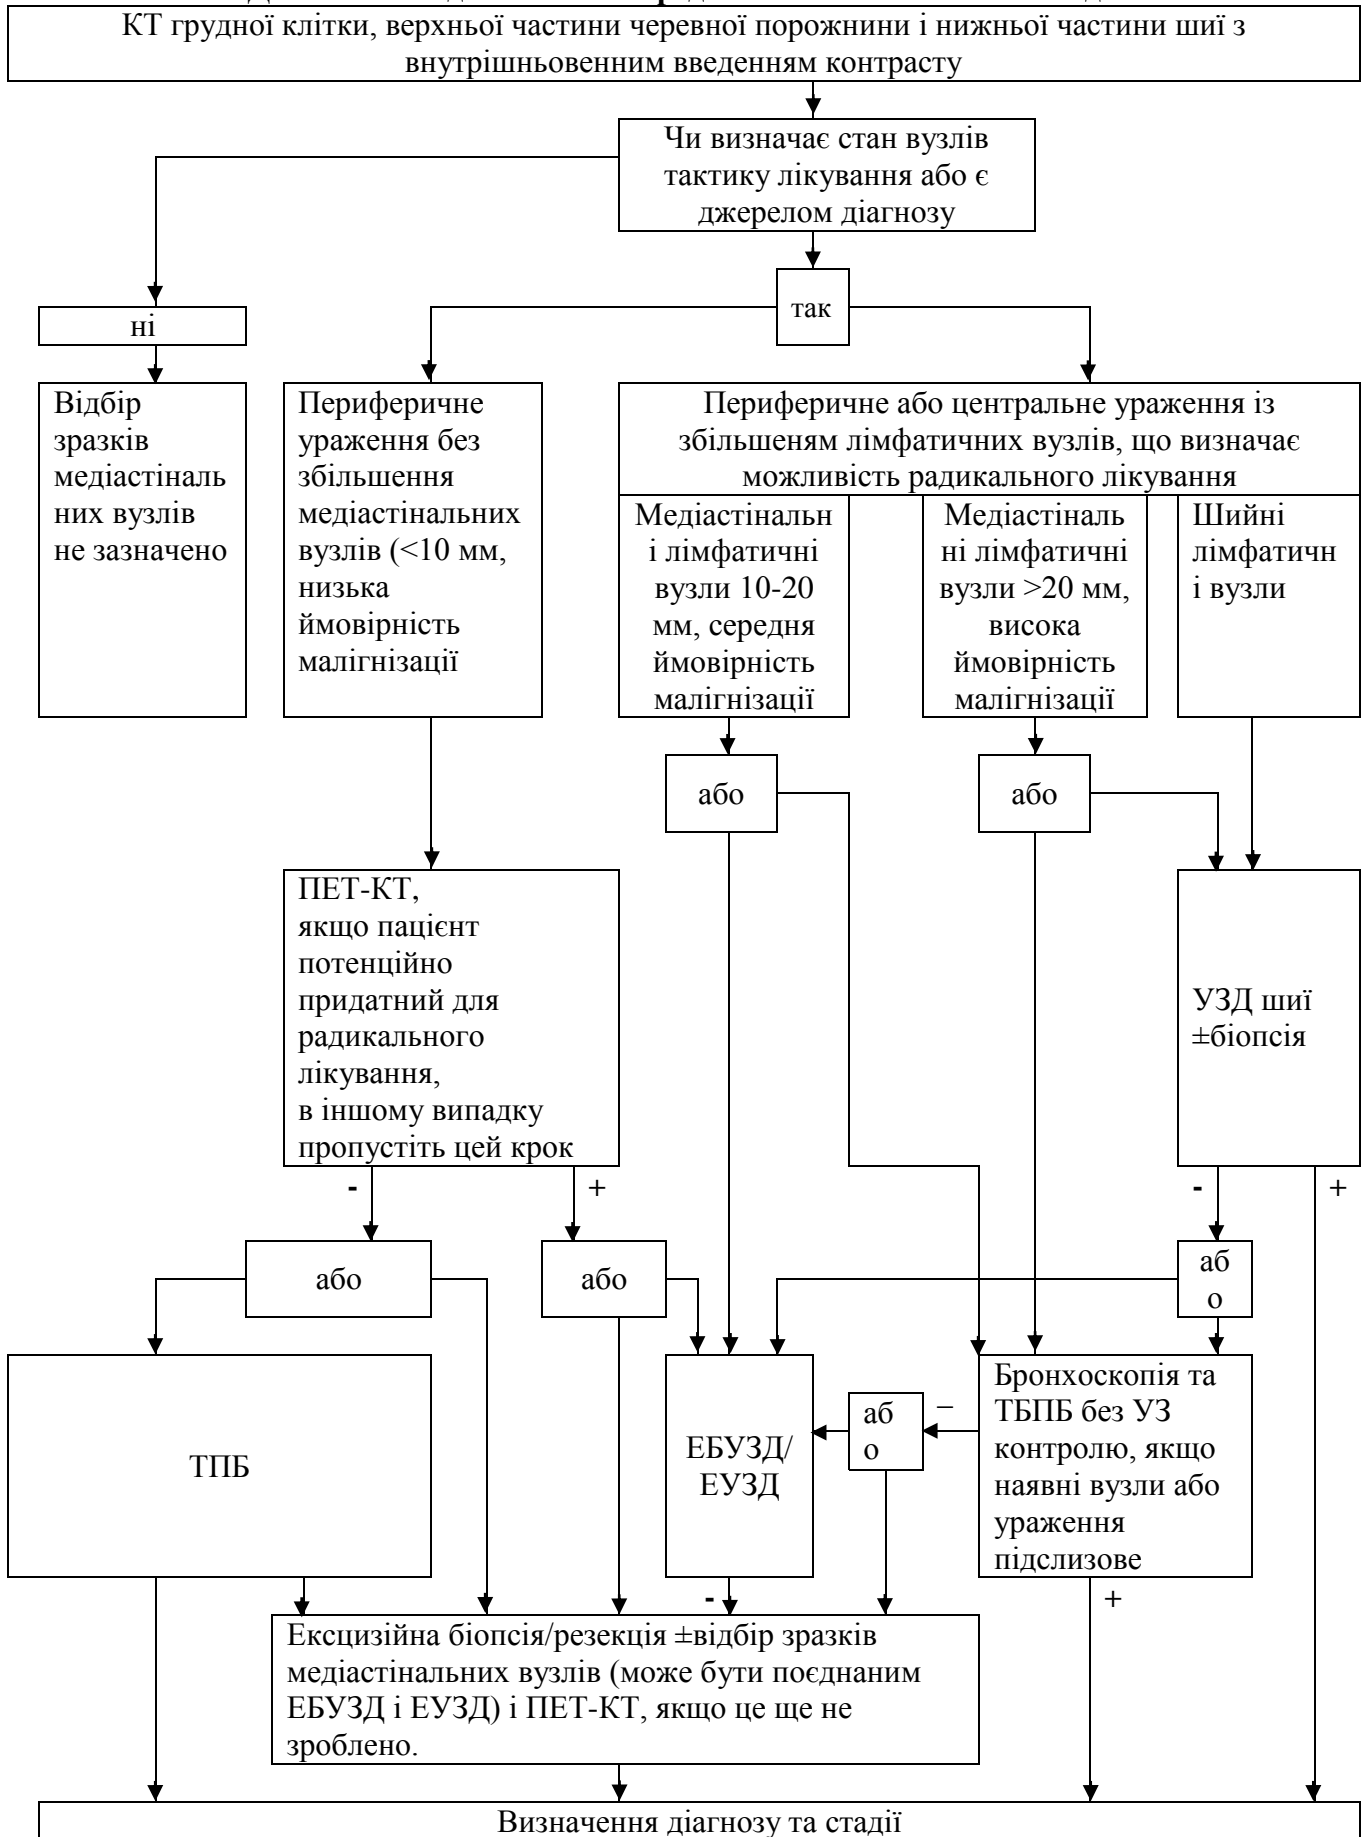 КТ грудної клітки, верхньої частини черевної порожнини і нижньої частини шиї з
внутрішньовенним введенням контрасту
Чи визначає стан вузлів
тактику лікування або є
джерелом діагнозу
так
ні
Відбір
зразків
медіастіналь
них вузлів
не зазначено
Периферичне
ураження без
збільшення
медіастінальних
вузлів (<10 мм,
низька
ймовірність
малігнізації
Периферичне або центральне ураження із
збільшеням лімфатичних вузлів, що визначає
можливість радикального лікування
Медіастінальн
і лімфатичні
вузли 10-20
мм, середня
ймовірність
малігнізації
Медіастіналь
ні лімфатичні
вузли >20 мм,
висока
ймовірність
малігнізації
Шийні
лімфатичн
і вузли
або
або
ПЕТ-КТ,
якщо пацієнт
потенційно
придатний для
радикального
лікування,
в іншому випадку
пропустіть цей крок
УЗД шиї
±біопсія
-
+
-
+
або
або
аб
о
ТПБ
ЕБУЗД/
ЕУЗД
аб
о
–
Бронхоскопія та
ТБПБ без УЗ
контролю, якщо
наявні вузли або
ураження
підслизове
-
+
Ексцизійна біопсія/резекція ±відбір зразків
медіастінальних вузлів (може бути поєднаним
ЕБУЗД і ЕУЗД) і ПЕТ-КТ, якщо це ще не
зроблено.
Визначення діагнозу та стадії